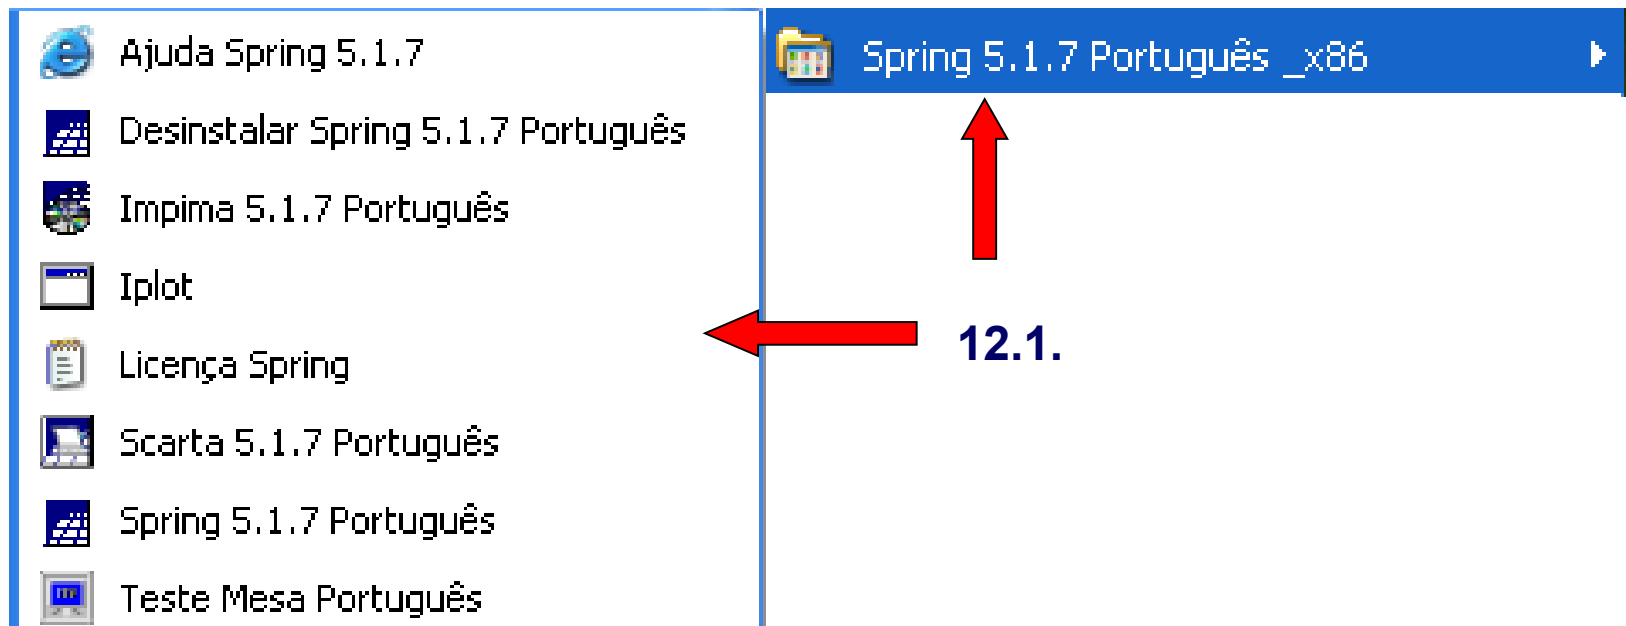 Ajuda Spring 5.1.7
Desinstalar Spring 5.1.7 Português
Impima 5.1.7 Português
Iplot
Licença Spring
Scarta 5.1.7 Português
Spring 5.1.7 Português
Teste Mesa Português
Spring 5.1.7 Português _x86
12.1.